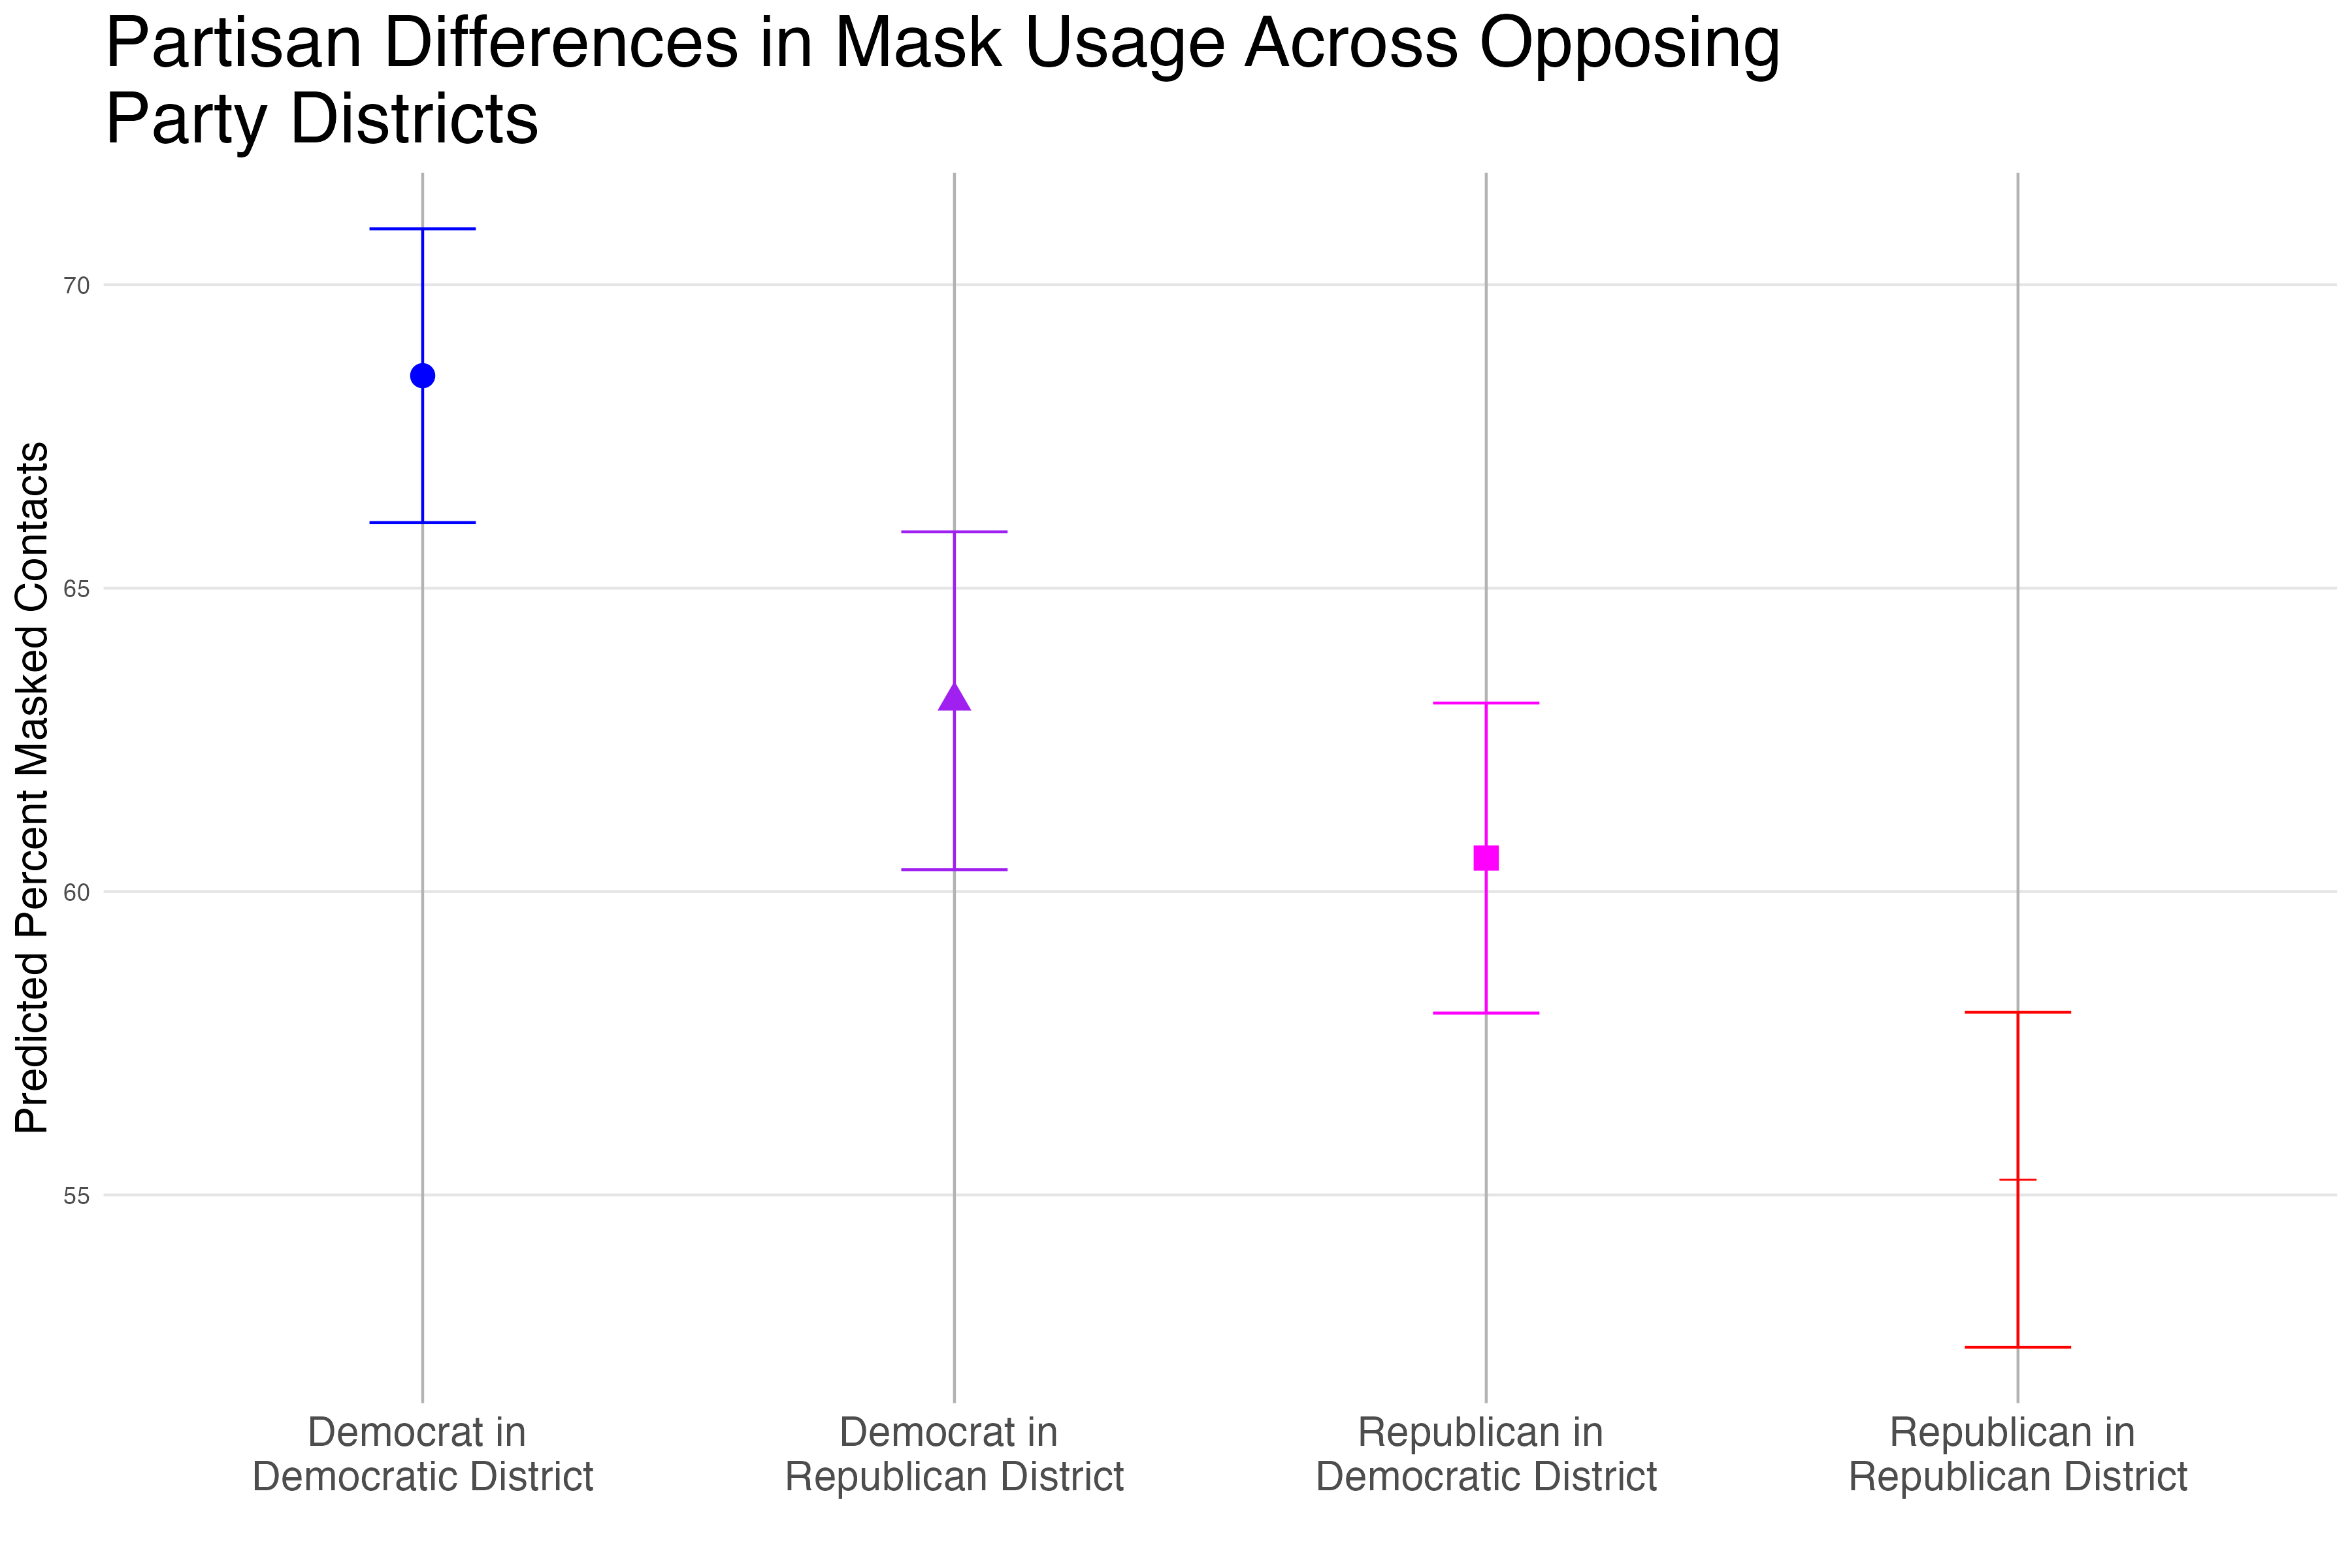 Partisan Differences in Mask Usage Across Opposing
Party Districts
Predicted Percent Masked Contacts
70
65
60
55
Democrat in
Democratic District
Democrat in
Republican District
Republican in
Democratic District
Republican in
Republican District